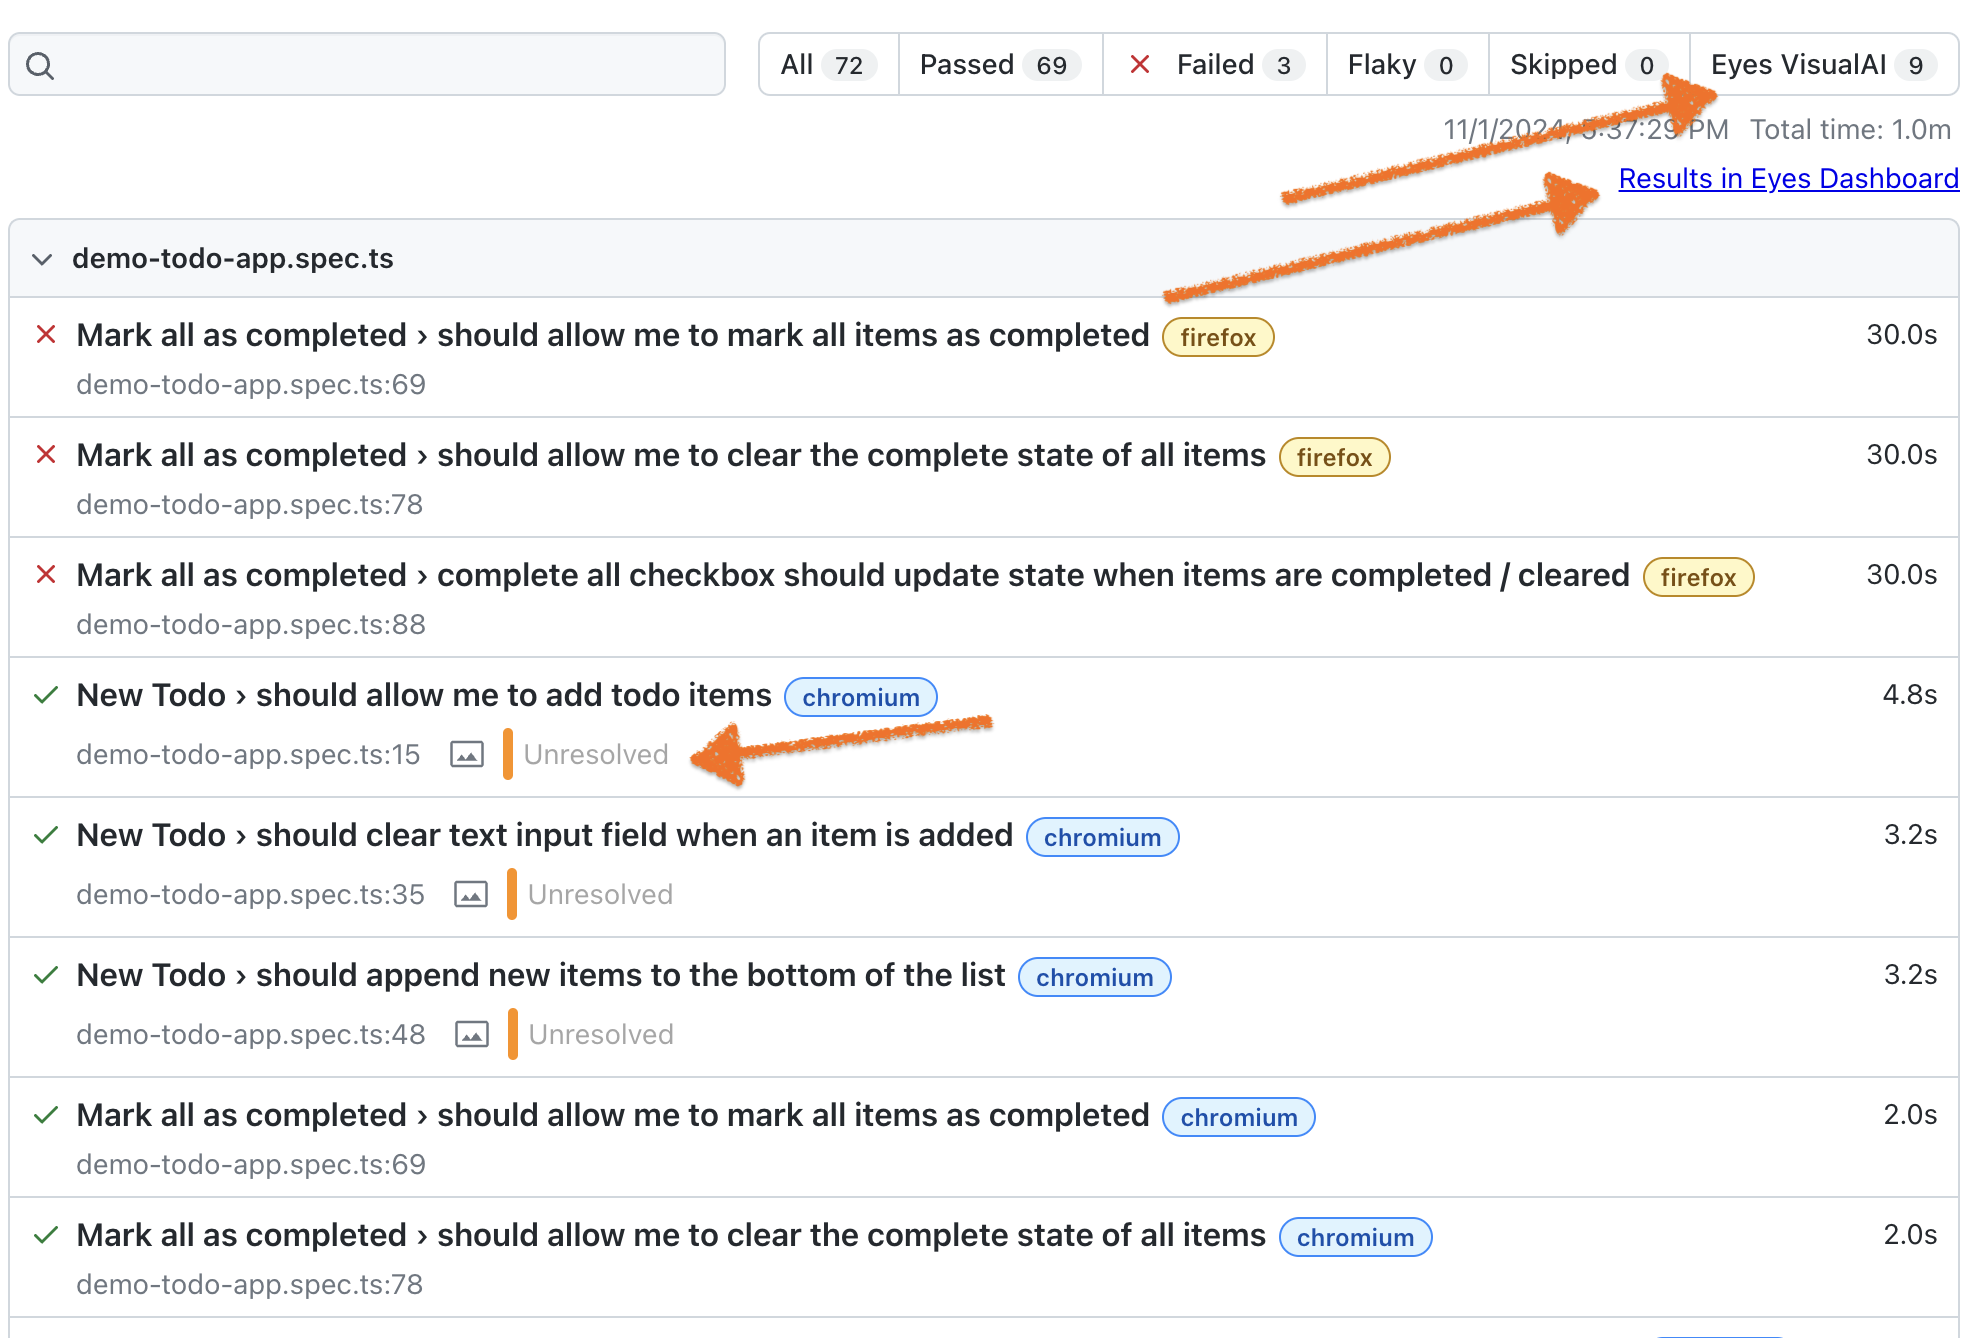 All 72 Passed 69 Failed 3 Flaky 0 Skipped 0 Eyes VisualAI 9
11/1/2024, 5:37:29 PM Total time: 1.0m
Results in Eyes Dashboard
demo-todo-app.spec.ts
Mark all as completed › should allow me to mark all items as completed firefox 30.0s
demo-todo-app.spec.ts:69
Mark all as completed › should allow me to clear the complete state of all items firefox 30.0s
demo-todo-app.spec.ts:78
Mark all as completed › complete all checkbox should update state when items are completed / cleared firefox 30.0s
demo-todo-app.spec.ts:88
New Todo › should allow me to add todo items chromium 4.8s
demo-todo-app.spec.ts:15 Unresolved
New Todo › should clear text input field when an item is added chromium 3.2s
demo-todo-app.spec.ts:35 Unresolved
New Todo › should append new items to the bottom of the list chromium 3.2s
demo-todo-app.spec.ts:48 Unresolved
Mark all as completed › should allow me to mark all items as completed chromium 2.0s
demo-todo-app.spec.ts:69
Mark all as completed › should allow me to clear the complete state of all items chromium 2.0s
demo-todo-app.spec.ts:78